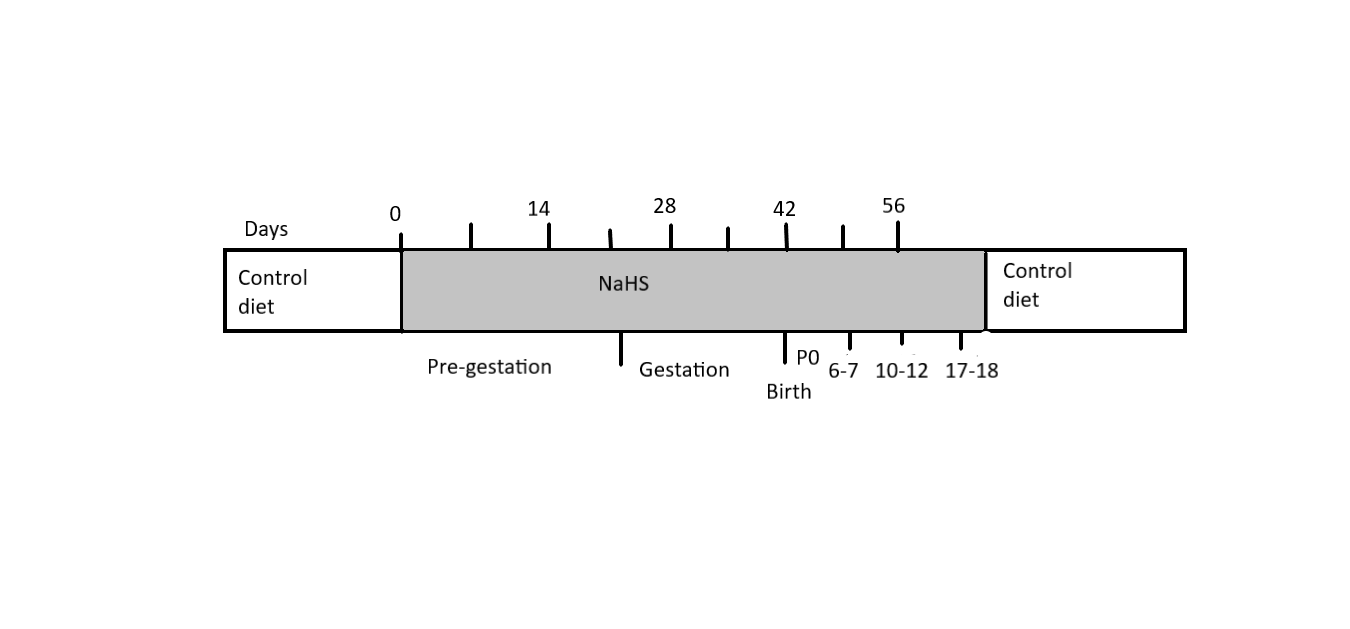 Days
0
14
28
42
56
Control
diet
NaHS
Control
diet
Pre-gestation
Gestation
Birth
P0
6-7
10-12
17-18